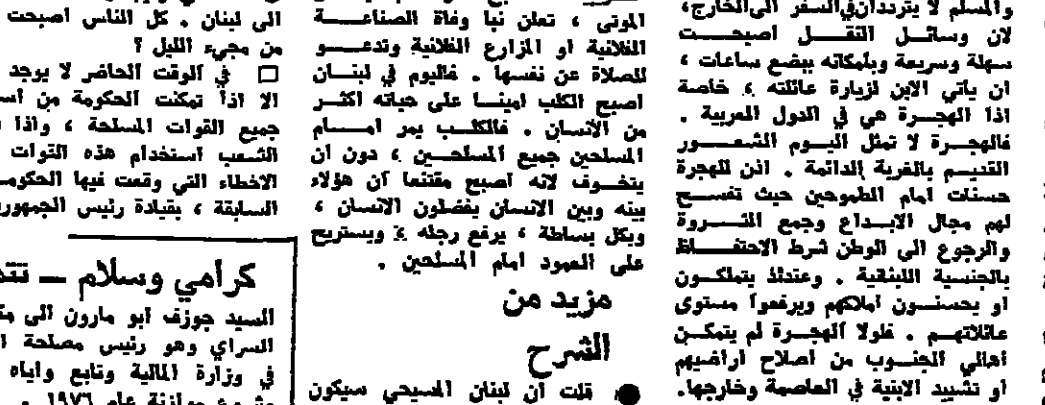 والمسلم لا يترددان في السفر الى الخارج،
لان وسائل النقل اصبحت
سهلة وسريعة وبامكانه ببضع ساعات ،
ان ياتي الابن لزيارة عائلته ، خاصة
اذا الهجرة هي في الدول العربية .
فالهجرة لا تمثل اليوم الشعور
القديم بالغربة الدائمة . اذن للهجرة
حسنات امام الطموحين حيث تفسح
لهم مجال الابداع وجمع الثروة
والرجوع الى الوطن شرط الاحتفاظ
بالجنسية اللبنانية . وعندئذ يتملكون
او يحسنون املاكهم ويرفعوا مستوى
عائلاتهم . فلولا الهجرة لم يتمكن
اهالي الجنوب من اصلاح اراضيهم
او تشييد الابنية في العاصمة وخارجها.
الموتى ، تعلن نبا وفاة الصناعة
الفلانية او المزارع الفلانية وتدعو
للصلاة عن نفسها . فاليوم في لبنان
اصبح الكلب امينا على حياته اكثر
من الانسان . فالكلب يمر امام
المسلحين جميع المسلحين ، دون ان
يتخوف لانه اصبح مقتنعا ان هؤلاء
بينه وبين الانسان يفضلون الانسان ،
وبكل بساطة ، يرفع رجله ، ويستريح
على العمود امام المسلحين .
مزيد من
الشرح
● قلت ان لبنان المسيحي سيكون
الى لبنان . كل الناس اصبحت
من مجيء الليل ؟
□ في الوقت الحاضر لا يوجد
الا اذا تمكنت الحكومة من
جميع القوات المسلحة ، واذا
الشعب استخدام هذه القوات
الاخطاء التي وقعت فيها
السابقة ، بقيادة رئيس
كرامي وسلام ــ
السيد جوزف ابو مارون الى
السراي وهو رئيس مصلحة
في وزارة المالية وتابع واياه
موازنة عام ١٩٧٦ .